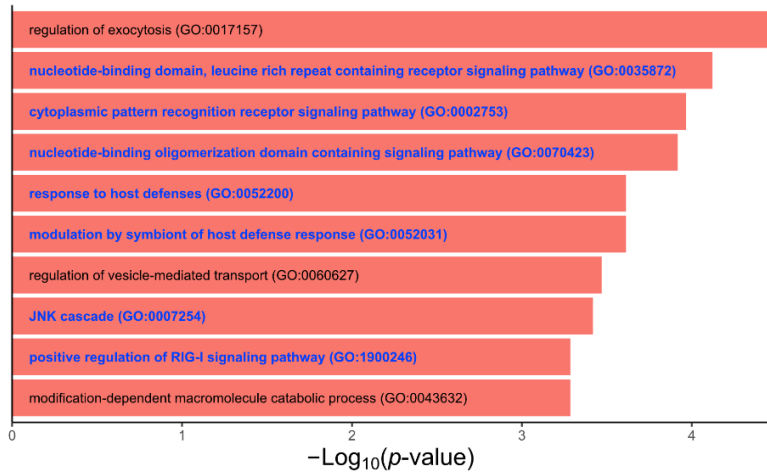 regulation of exocytosis (GO:0017157)
nucleotide-binding domain, leucine rich repeat containing receptor signaling pathway (GO:0035872)
cytoplasmic pattern recognition receptor signaling pathway (GO:0002753)
nucleotide-binding oligomerization domain containing signaling pathway (GO:0070423)
response to host defenses (GO:0052200)
modulation by symbiont of host defense response (GO:0052031)
regulation of vesicle-mediated transport (GO:0060627)
JNK cascade (GO:0007254)
positive regulation of RIG-I signaling pathway (GO:1900246)
modification-dependent macromolecule catabolic process (GO:0043632)
0 1 2 3 4
−Log₁₀(p-value)